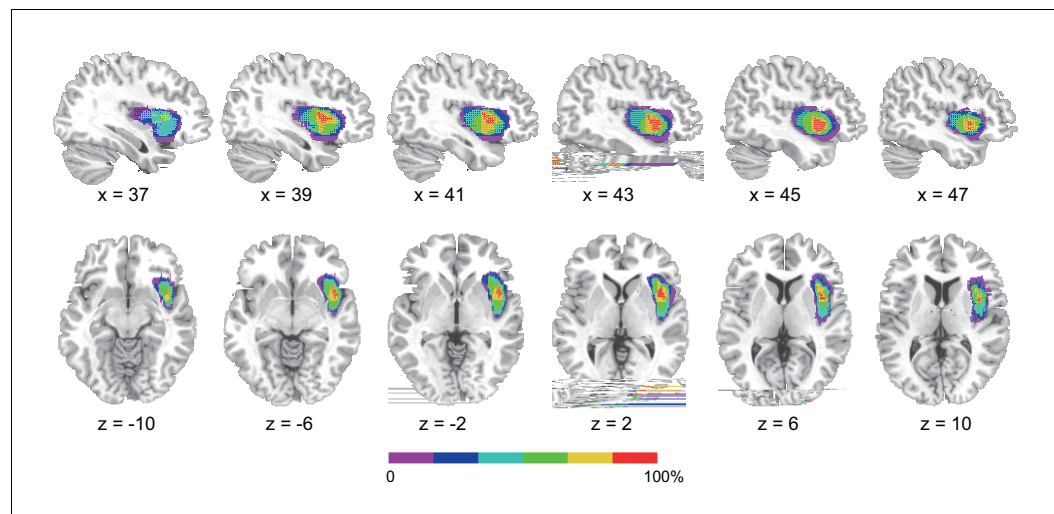 x = 37 x = 39 x = 41 x = 43 x = 45 x = 47
z = -10 z = -6 z = -2 z = 2 z = 6 z = 10
0 100%